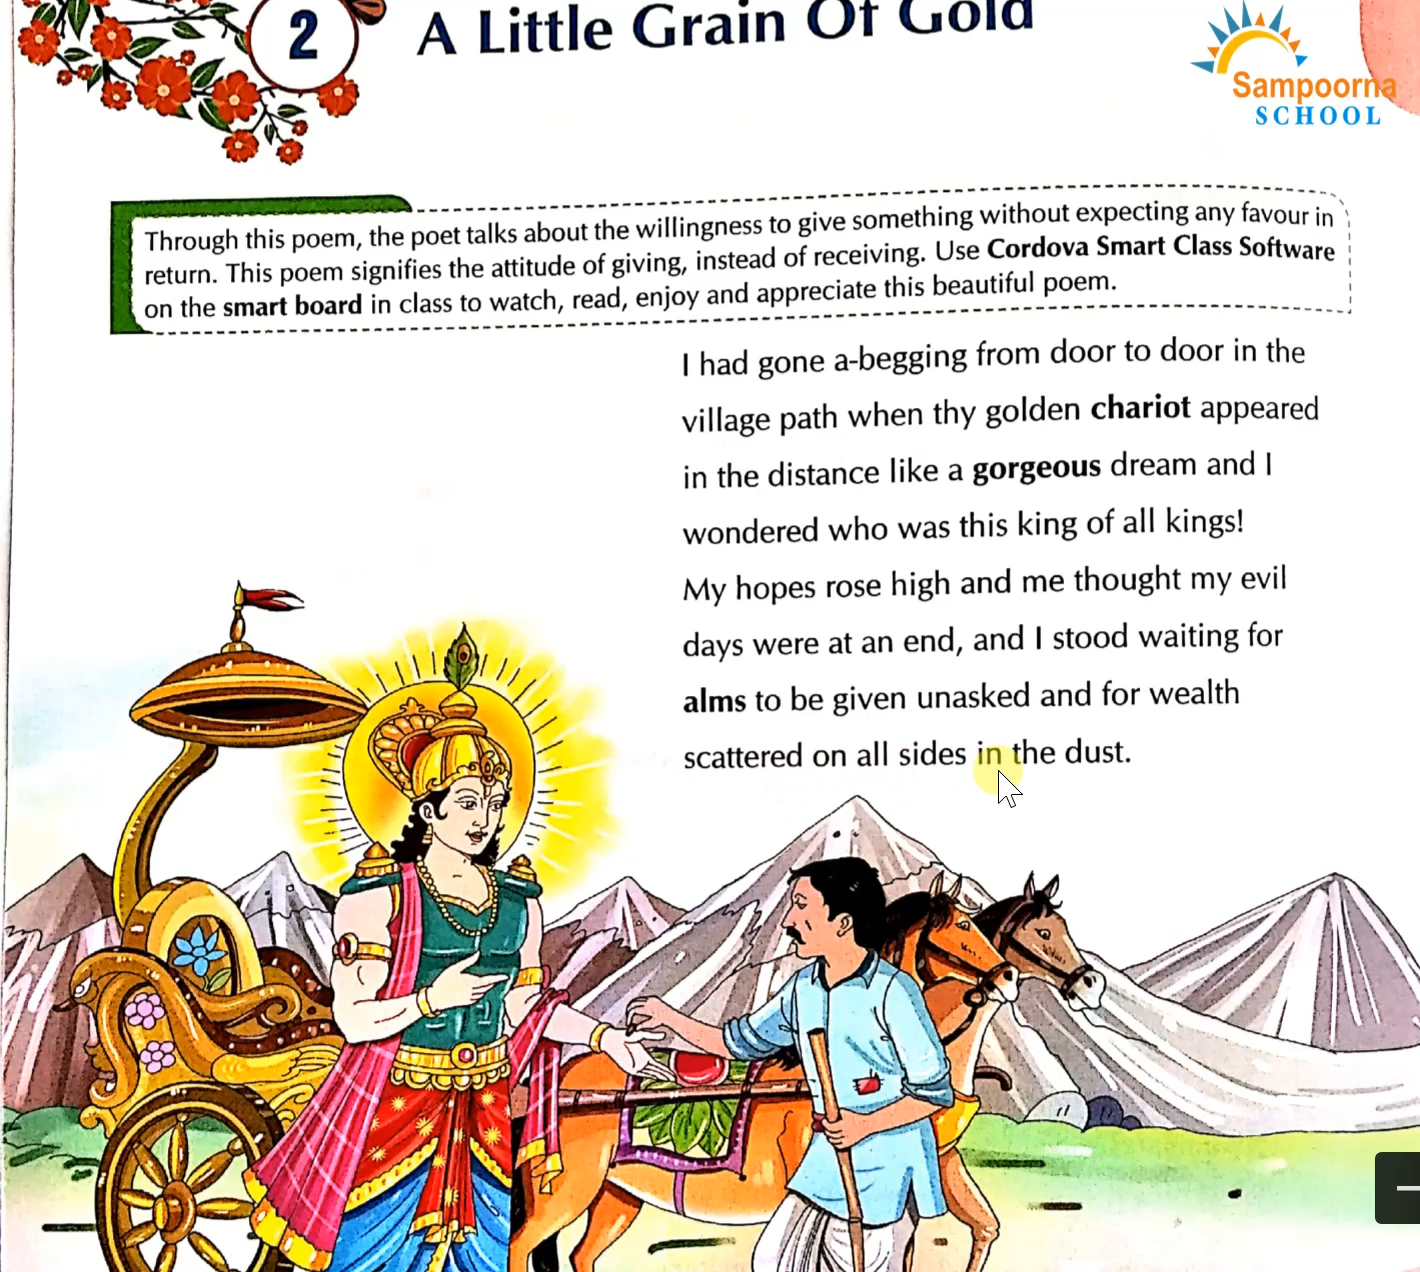 2
A Little Grain Of Gold
Sampoorna
SCHOOL
Through this poem, the poet talks about the willingness to give something without expecting any favour in
return. This poem signifies the attitude of giving, instead of receiving. Use Cordova Smart Class Software
on the smart board in class to watch, read, enjoy and appreciate this beautiful poem.
I had gone a-begging from door to door in the
village path when thy golden chariot appeared
in the distance like a gorgeous dream and I
wondered who was this king of all kings!
My hopes rose high and me thought my evil
days were at an end, and I stood waiting for
alms to be given unasked and for wealth
scattered on all sides in the dust.